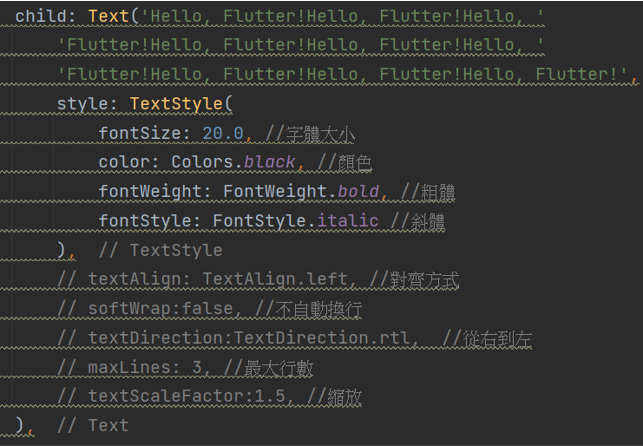 child: Text('Hello, Flutter!Hello, Flutter!Hello, '
'Flutter!Hello, Flutter!Hello, Flutter!Hello, '
'Flutter!Hello, Flutter!Hello, Flutter!Hello, Flutter!',
style: TextStyle(
fontSize: 20.0, //字體大小
color: Colors.black, //顏色
fontWeight: FontWeight.bold, //粗體
fontStyle: FontStyle.italic //斜體
), // TextStyle
// textAlign: TextAlign.left, //對齊方式
// softWrap:false, //不自動換行
// textDirection:TextDirection.rtl, //從右到左
// maxLines: 3, //最大行數
// textScaleFactor:1.5, //縮放
), // Text